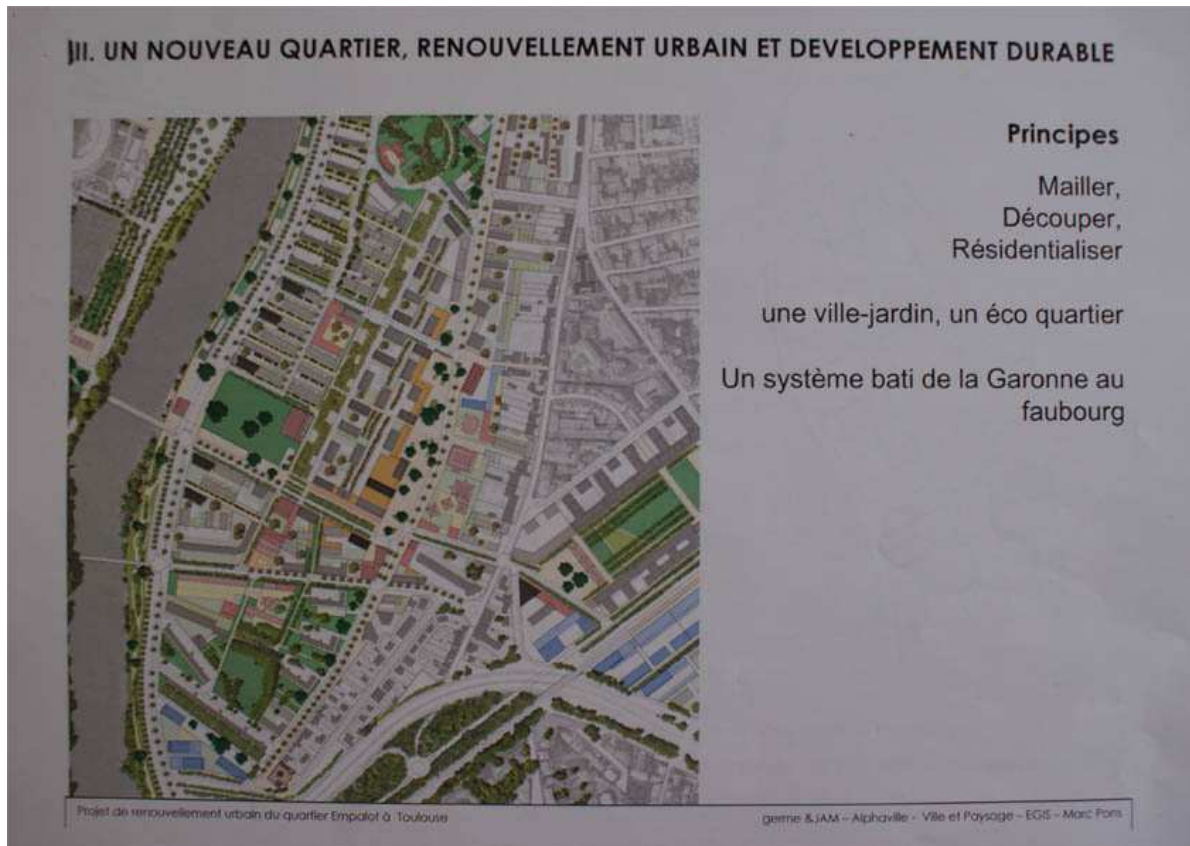 III. UN NOUVEAU QUARTIER, RENOUVELLEMENT URBAIN ET DEVELOPPEMENT DURABLE
Principes
Mailler,
Découper,
Résidentialiser
une ville-jardin, un éco quartier
Un système bati de la Garonne au
faubourg
Projet de renouvellement urbain du quartier Empalot à Toulouse
germe &JAM – Alphaville - Ville et Paysage – EGIS – Marc Pons